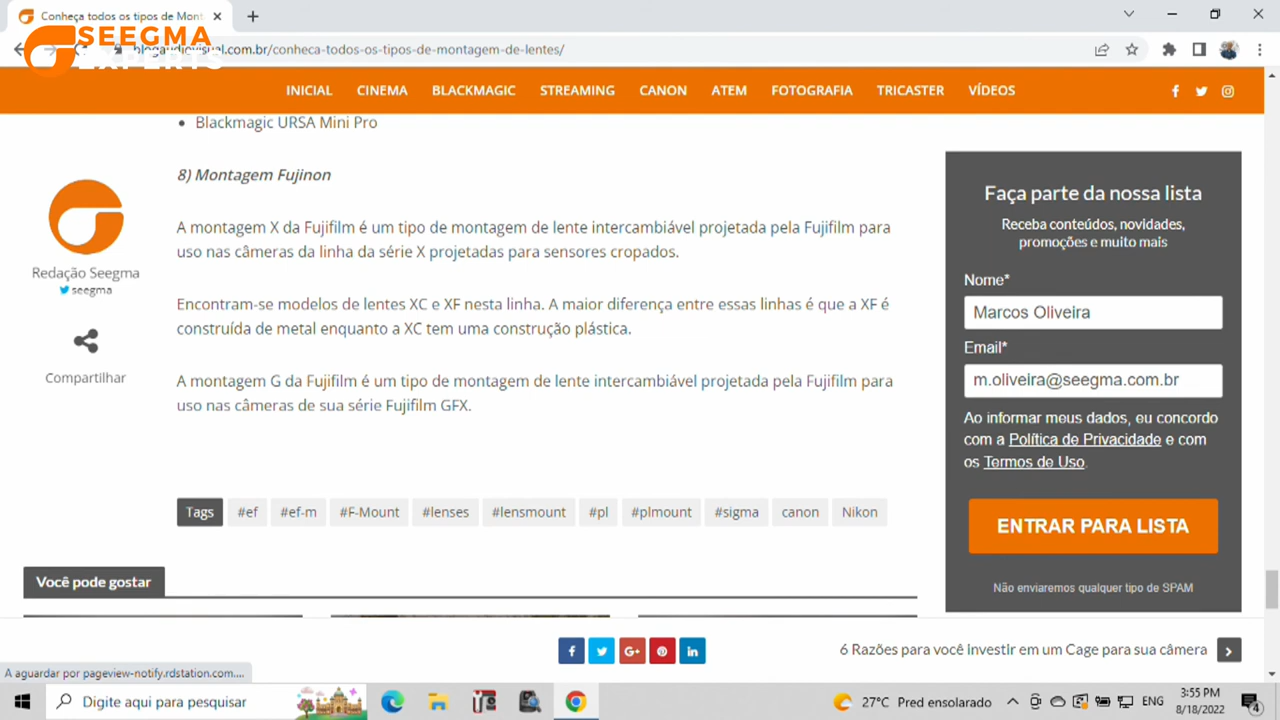 Conheça todos os tipos de Mont
SEEGMA
EXPERTS
blogaudiovisual.com.br/conheca-todos-os-tipos-de-montagem-de-lentes/
INICIAL CINEMA BLACKMAGIC STREAMING CANON ATEM FOTOGRAFIA TRICASTER VÍDEOS
Blackmagic URSA Mini Pro
8) Montagem Fujinon
A montagem X da Fujifilm é um tipo de montagem de lente intercambiável projetada pela Fujifilm para
uso nas câmeras da linha da série X projetadas para sensores cropados.
Encontram-se modelos de lentes XC e XF nesta linha. A maior diferença entre essas linhas é que a XF é
construída de metal enquanto a XC tem uma construção plástica.
A montagem G da Fujifilm é um tipo de montagem de lente intercambiável projetada pela Fujifilm para
uso nas câmeras de sua série Fujifilm GFX.
Redação Seegma
seegma
Compartilhar
Tags #ef #ef-m #F-Mount #lenses #lensmount #pl #plmount #sigma canon Nikon
Você pode gostar
Faça parte da nossa lista
Receba conteúdos, novidades,
promoções e muito mais
Nome*
Marcos Oliveira
Email*
m.oliveira@seegma.com.br
Ao informar meus dados, eu concordo
com a Política de Privacidade e com
os Termos de Uso.
ENTRAR PARA LISTA
Não enviaremos qualquer tipo de SPAM
6 Razões para você Investir em um Cage para sua câmera
A aguardar por pageview-notify.rdstation.com....
Digite aqui para pesquisar
27°C Pred ensolarado
ENG
3:55 PM
8/18/2022
4